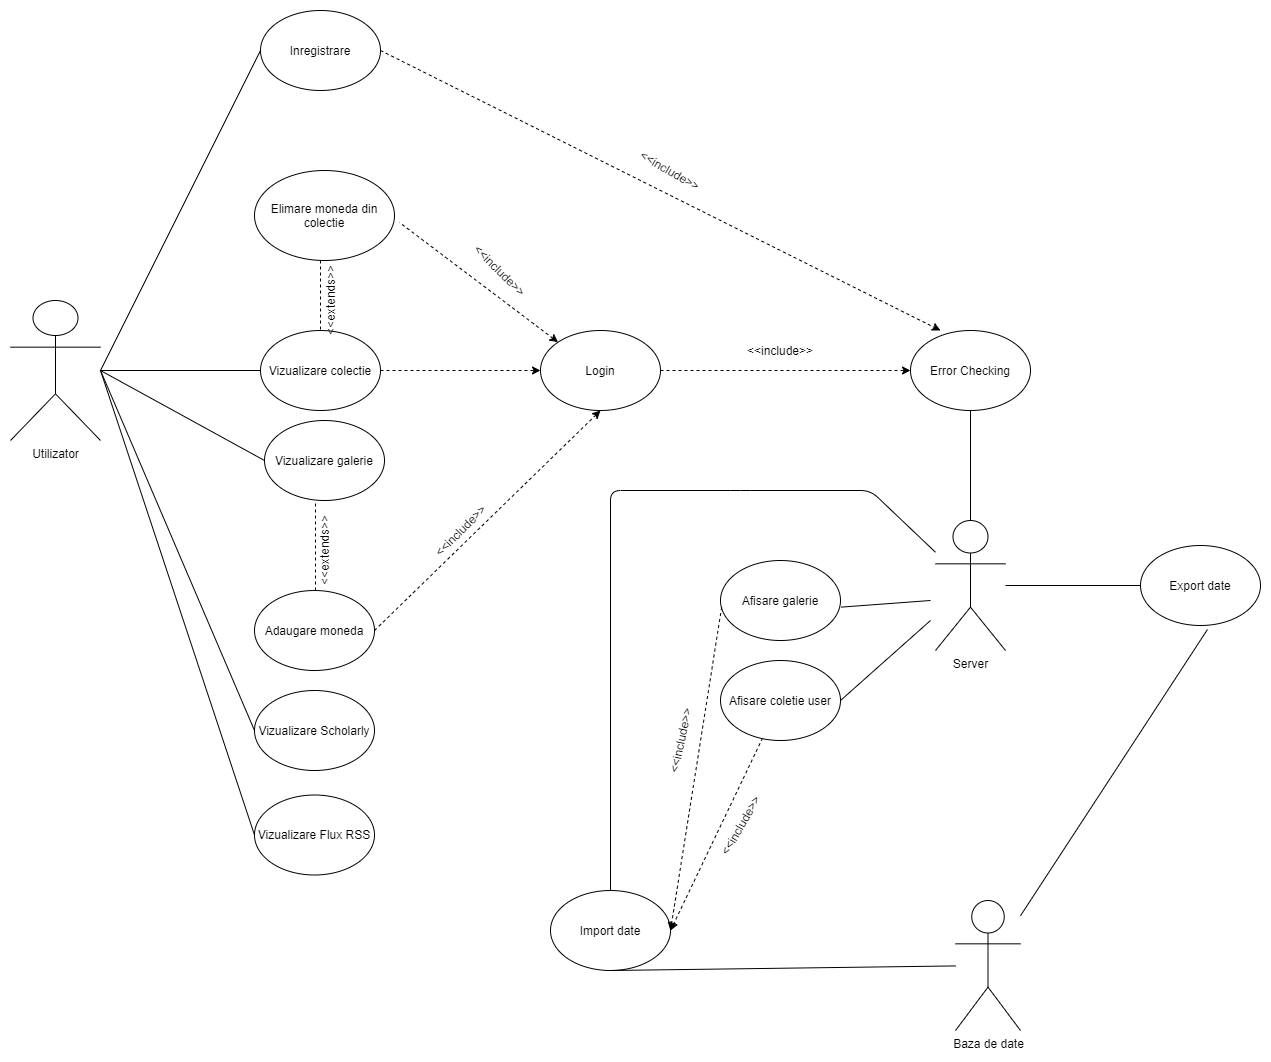 Inregistrare
<<include>>
Elimare moneda din
colectie
<<include>>
<<extends>>
Vizualizare colectie
Login
<<include>>
Error Checking
Utilizator
Vizualizare galerie
<<extends>>
<<include>>
Adaugare moneda
Afisare galerie
Export date
Server
Vizualizare Scholarly
Afisare coletie user
<<include>>
<<include>>
Vizualizare Flux RSS
Import date
Baza de date